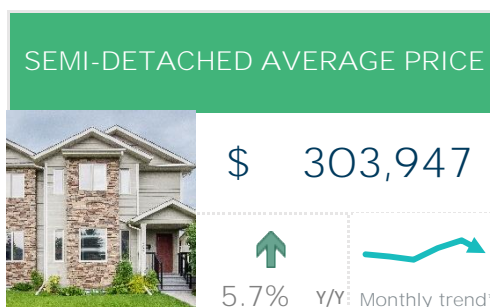 SEMI-DETACHED AVERAGE PRICE
$ 303,947
5.7% Y/Y Monthly trend